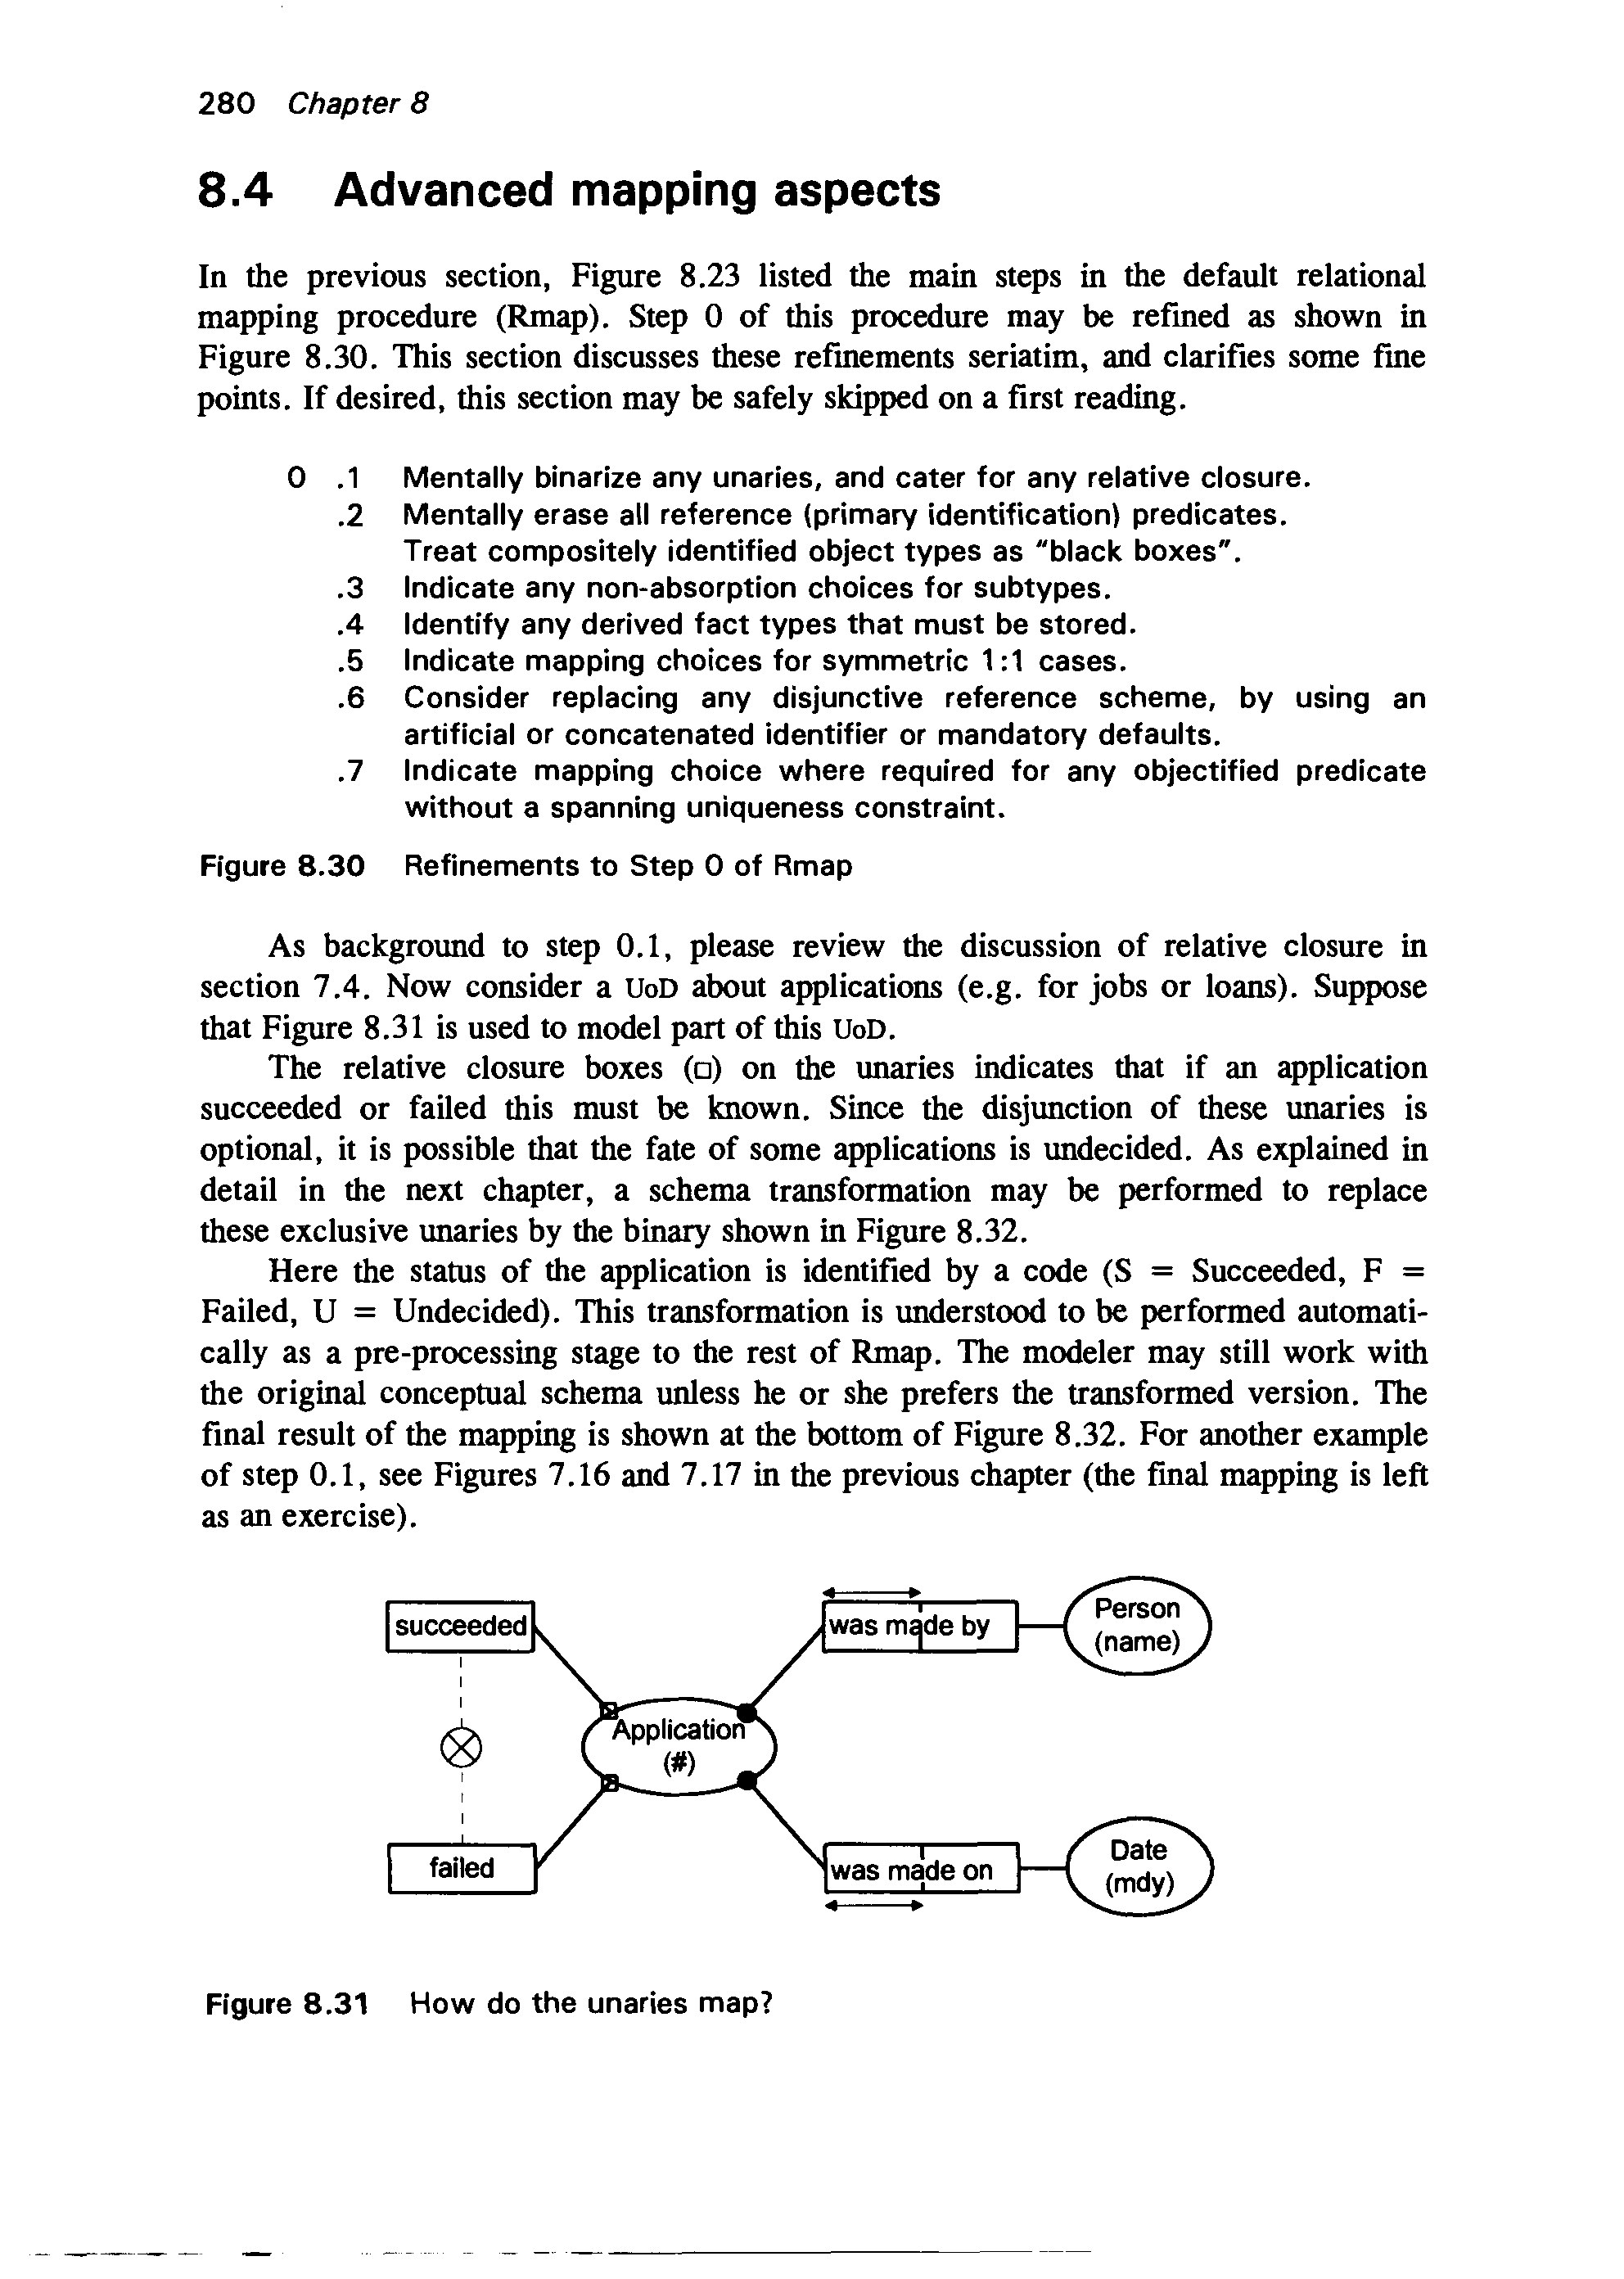 280 Chapter 8
8.4 Advanced mapping aspects
In the previous section, Figure 8.23 listed the main steps in the default relational
mapping procedure (Rmap). Step 0 of this procedure may be refined as shown in
Figure 8.30. This section discusses these refinements seriatim, and clarifies some fine
points. If desired, this section may be safely skipped on a first reading.
0 .1 Mentally binarize any unaries, and cater for any relative closure.
.2 Mentally erase all reference (primary identification) predicates.
Treat compositely identified object types as "black boxes".
.3 Indicate any non-absorption choices for subtypes.
.4 Identify any derived fact types that must be stored.
.5 Indicate mapping choices for symmetric 1:1 cases.
.6 Consider replacing any disjunctive reference scheme, by using an
artificial or concatenated identifier or mandatory defaults.
.7 Indicate mapping choice where required for any objectified predicate
without a spanning uniqueness constraint.
Figure 8.30 Refinements to Step 0 of Rmap
As background to step 0.1, please review the discussion of relative closure in
section 7.4. Now consider a UoD about applications (e.g. for jobs or loans). Suppose
that Figure 8.31 is used to model part of this UoD.
The relative closure boxes (□) on the unaries indicates that if an application
succeeded or failed this must be known. Since the disjunction of these unaries is
optional, it is possible that the fate of some applications is undecided. As explained in
detail in the next chapter, a schema transformation may be performed to replace
these exclusive unaries by the binary shown in Figure 8.32.
Here the status of the application is identified by a code (S = Succeeded, F =
Failed, U = Undecided). This transformation is understood to be performed automati-
cally as a pre-processing stage to the rest of Rmap. The modeler may still work with
the original conceptual schema unless he or she prefers the transformed version. The
final result of the mapping is shown at the bottom of Figure 8.32. For another example
of step 0.1, see Figures 7.16 and 7.17 in the previous chapter (the final mapping is left
as an exercise).
succeeded
was made by
Person
(name)
Application
(#)
failed
was made on
Date
(mdy)
Figure 8.31 How do the unaries map?